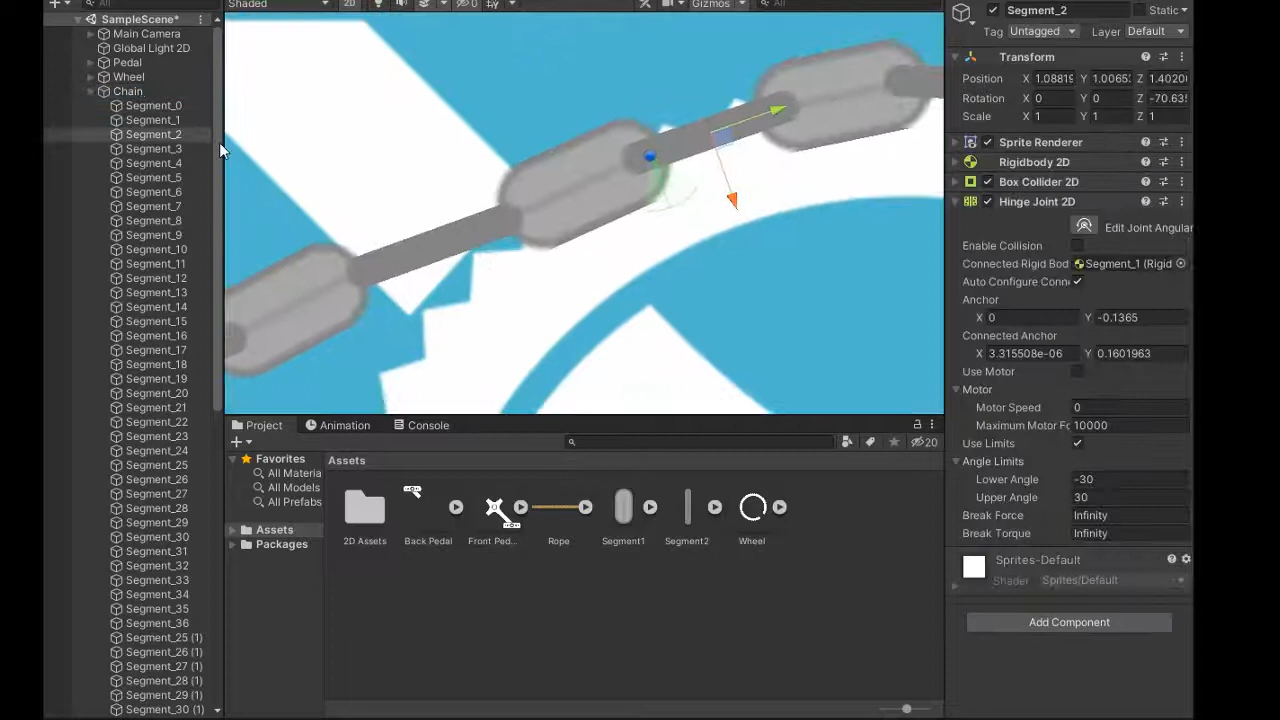 All
Shaded
2D
0
Gizmos
All
SampleScene*
Main Camera
Global Light 2D
Pedal
Wheel
Chain
Segment_0
Segment_1
Segment_2
Segment_3
Segment_4
Segment_5
Segment_6
Segment_7
Segment_8
Segment_9
Segment_10
Segment_11
Segment_12
Segment_13
Segment_14
Segment_15
Segment_16
Segment_17
Segment_18
Segment_19
Segment_20
Segment_21
Segment_22
Segment_23
Segment_24
Segment_25
Segment_26
Segment_27
Segment_28
Segment_29
Segment_30
Segment_31
Segment_32
Segment_33
Segment_34
Segment_35
Segment_36
Segment_25 (1)
Segment_26 (1)
Segment_27 (1)
Segment_28 (1)
Segment_29 (1)
Segment_30 (1)
Project
Animation
Console
20
Favorites
All Materia
All Models
All Prefabs
Assets
Packages
Assets
2D Assets
Back Pedal
Front Ped...
Rope
Segment1
Segment2
Wheel
Segment_2
Static
Tag Untagged Layer Default
Transform
Position X 1.08819 Y 1.0065: Z 1.4020
Rotation X 0 Y 0 Z -70.635
Scale X 1 Y 1 Z 1
Sprite Renderer
Rigidbody 2D
Box Collider 2D
Hinge Joint 2D
Edit Joint Angular
Enable Collision
Connected Rigid Bod Segment_1 (Rigid
Auto Configure Conn
Anchor
X 0 Y -0.1365
Connected Anchor
X 3.315508e-06 Y 0.1601963
Use Motor
Motor
Motor Speed 0
Maximum Motor Fo 10000
Use Limits
Angle Limits
Lower Angle -30
Upper Angle 30
Break Force Infinity
Break Torque Infinity
Sprites-Default
Shader Sprites/Default
Add Component